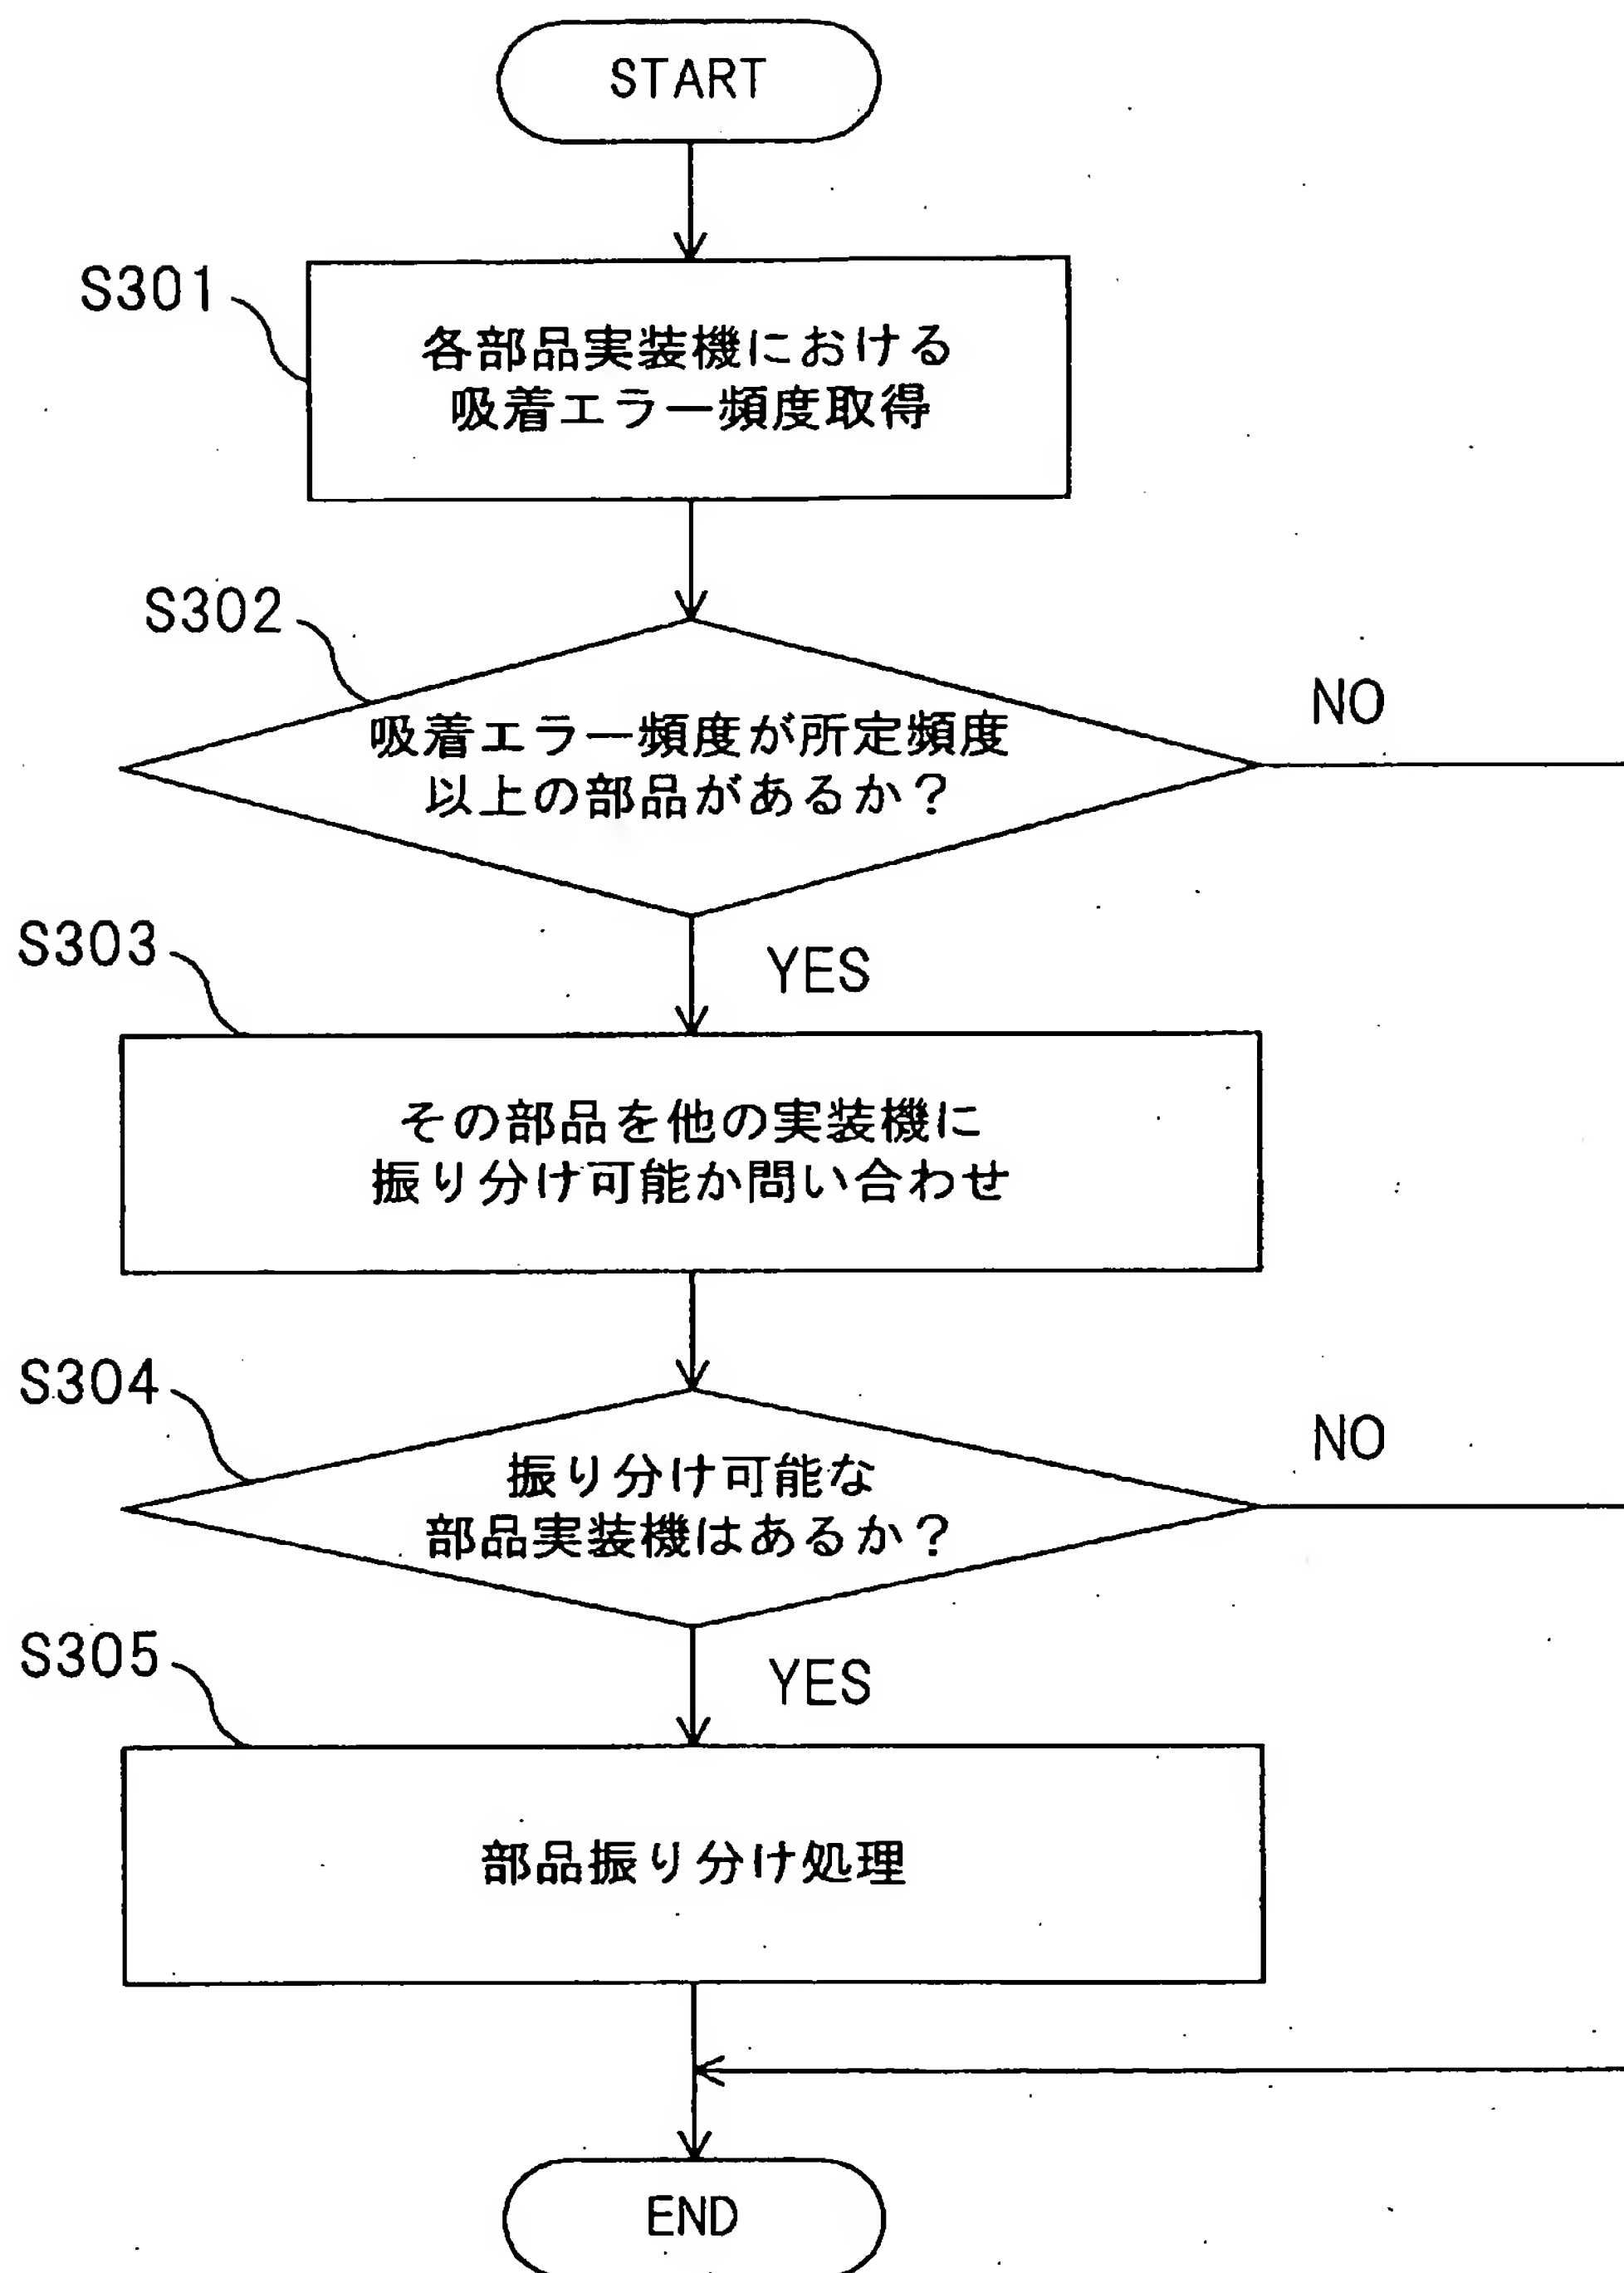 START
S301
各部品実装機における
吸着エラー頻度取得
S302
吸着エラー頻度が所定頻度
以上の部品があるか？
NO
YES
S303
その部品を他の実装機に
振り分け可能か問い合わせ
S304
振り分け可能な
部品実装機はあるか？
NO
YES
S305
部品振り分け処理
END